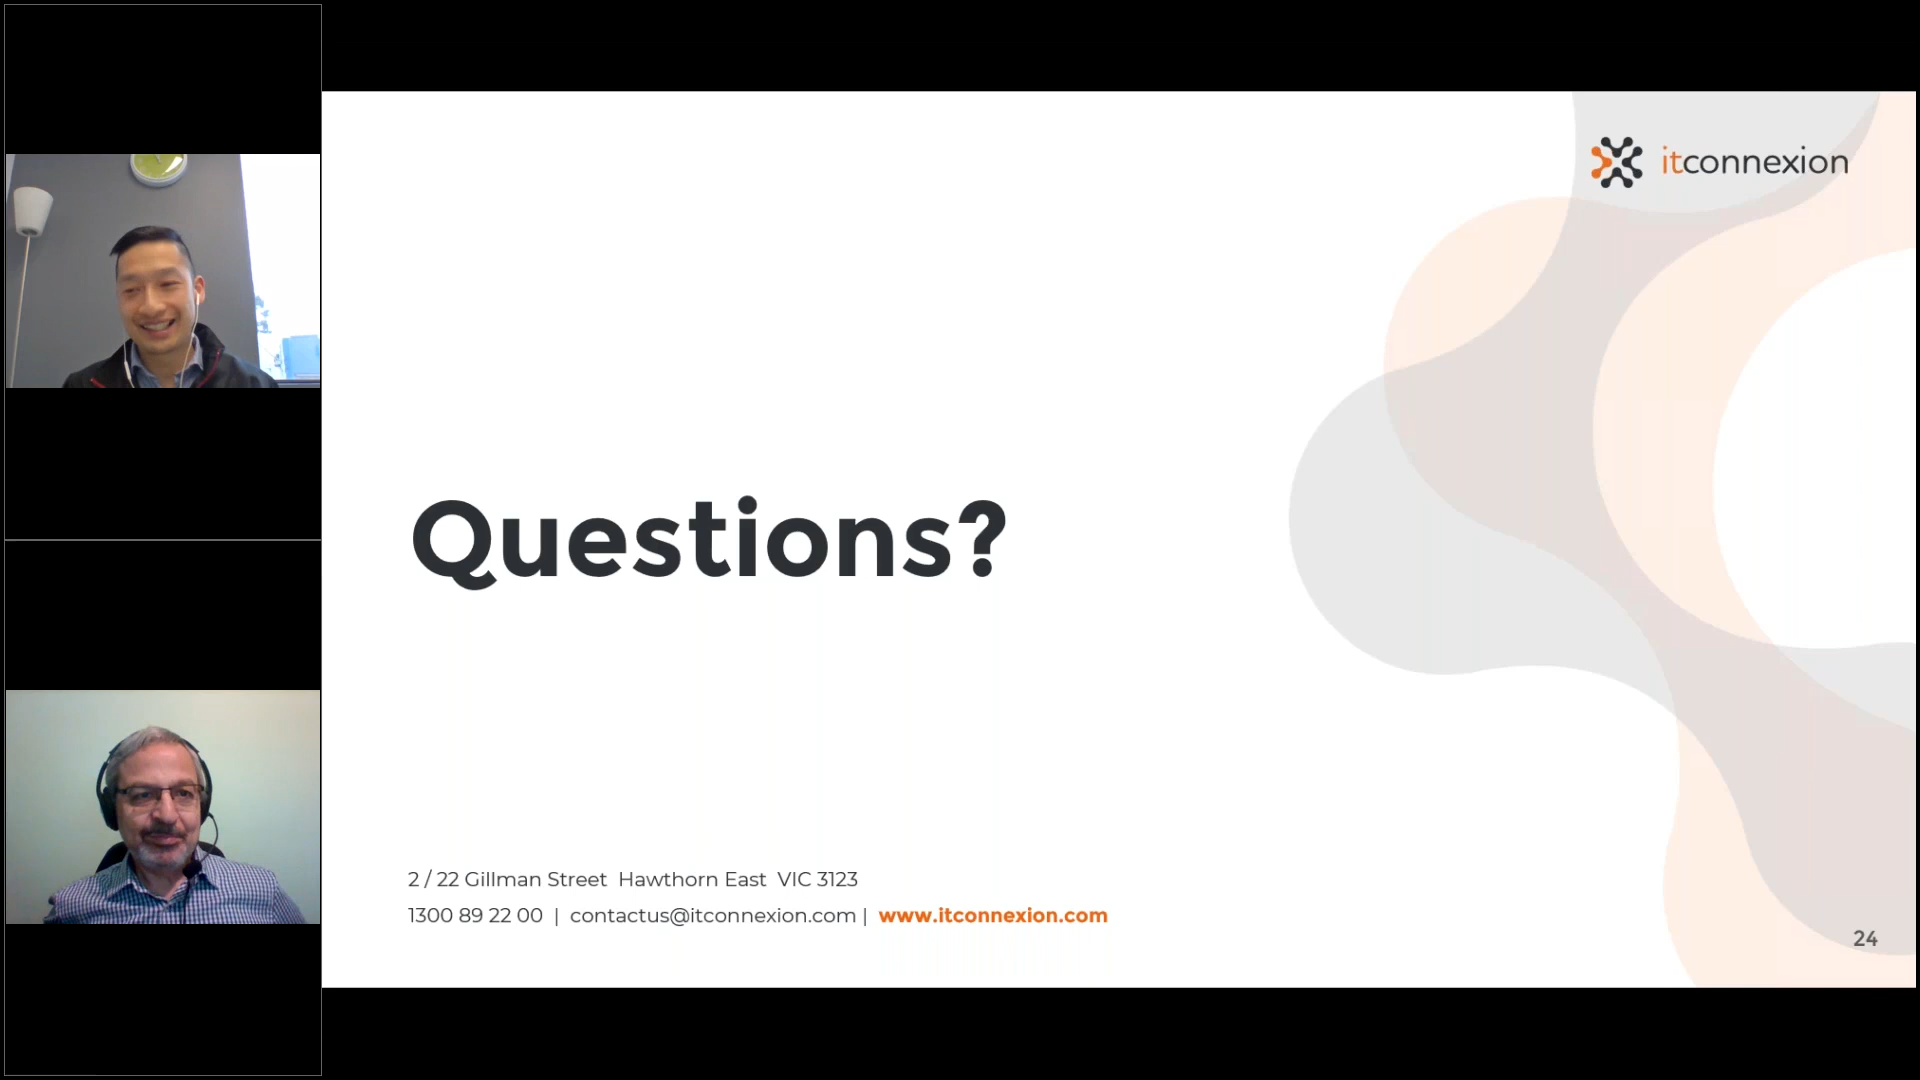 itconnexion
Questions?
2 / 22 Gillman Street Hawthorn East VIC 3123
1300 89 22 00 | contactus@itconnexion.com | www.itconnexion.com
24